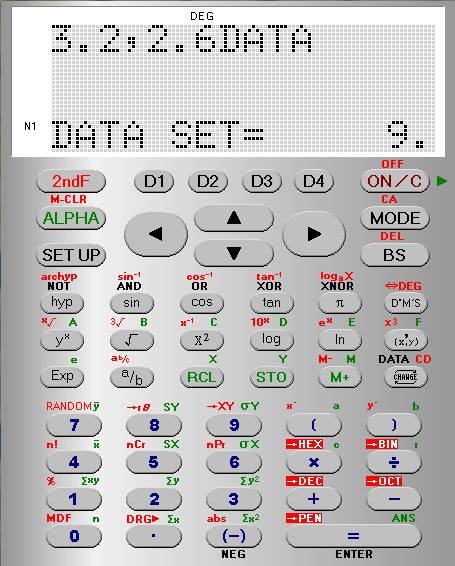 DEG
3.2,2.6DATA
N1
DATA SET= 9.
OFF
2ndF D1 D2 D3 D4 ON/C
M-CLR CA
ALPHA MODE
DEL
SET UP BS
archyp sin⁻¹ cos⁻¹ tan⁻¹ logₐX ⇔DEG
NOT AND OR XOR XNOR
hyp sin cos tan π D°M'S
ˣ√ A ³√ B x⁻¹ C 10ˣ D eˣ E x³ F
yˣ √ X² log ln (x,y)
e aᵇ/c X Y M- M DATA CD
Exp a/b RCL STO M+ CHANGE
RANDOM ȳ →rθ SY →XY σY x' a y' b
7 8 9 ( )
n! x̄ nCr SX nPr σX →HEX c →BIN r
4 5 6 × ÷
% Σxy Σy Σy² →DEC →OCT
1 2 3 + −
MDF n DRG▶ Σx abs Σx² →PEN ANS
0 · (−) =
NEG ENTER